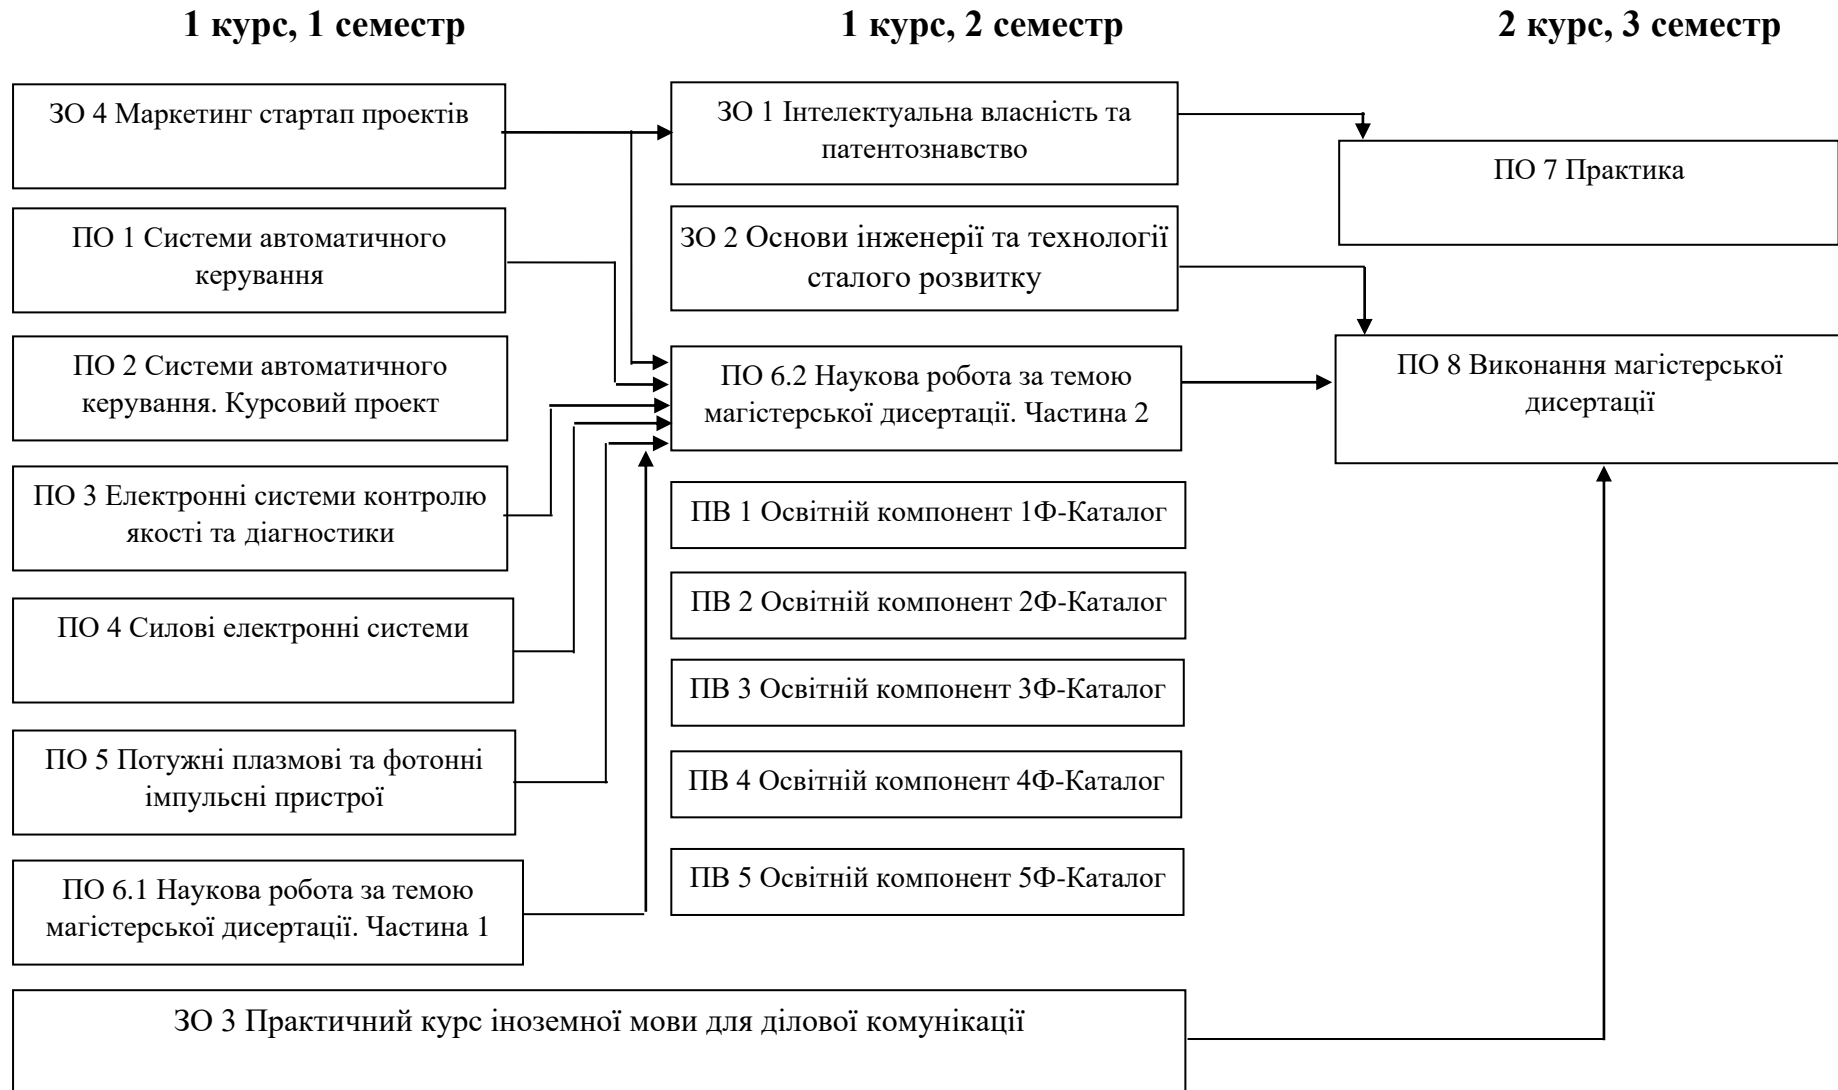 1 курс, 1 семестр
1 курс, 2 семестр
2 курс, 3 семестр
ЗО 4 Маркетинг стартап проектів
ПО 1 Системи автоматичного
керування
ПО 2 Системи автоматичного
керування. Курсовий проект
ПО 3 Електронні системи контролю
якості та діагностики
ПО 4 Силові електронні системи
ПО 5 Потужні плазмові та фотонні
імпульсні пристрої
ПО 6.1 Наукова робота за темою
магістерської дисертації. Частина 1
ЗО 1 Інтелектуальна власність та
патентознавство
ЗО 2 Основи інженерії та технології
сталого розвитку
ПО 6.2 Наукова робота за темою
магістерської дисертації. Частина 2
ПВ 1 Освітній компонент 1Ф-Каталог
ПВ 2 Освітній компонент 2Ф-Каталог
ПВ 3 Освітній компонент 3Ф-Каталог
ПВ 4 Освітній компонент 4Ф-Каталог
ПВ 5 Освітній компонент 5Ф-Каталог
ПО 7 Практика
ПО 8 Виконання магістерської
дисертації
ЗО 3 Практичний курс іноземної мови для ділової комунікації